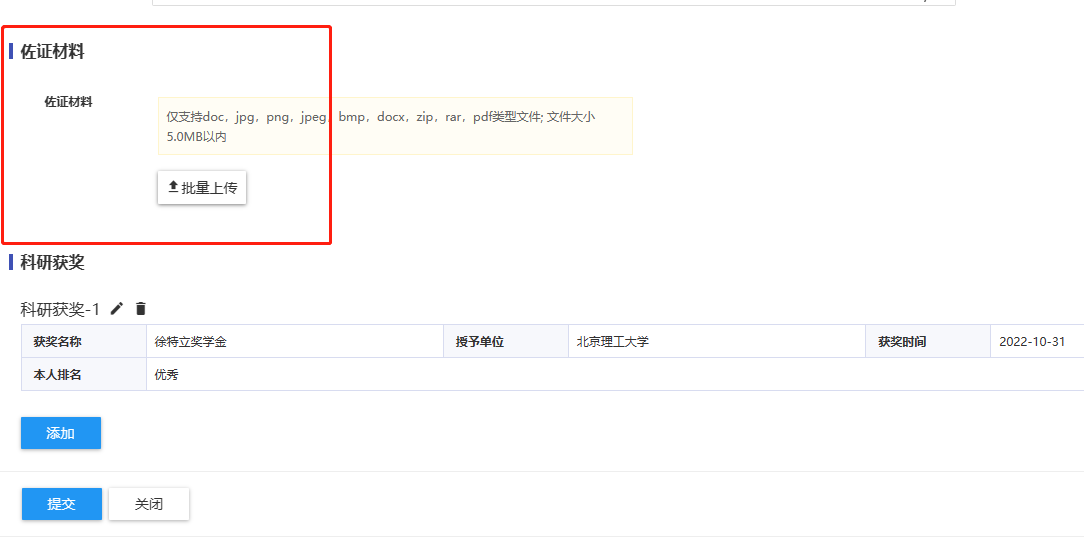 佐证材料
佐证材料
仅支持doc，jpg，png，jpeg，bmp，docx，zip，rar，pdf类型文件; 文件大小
5.0MB以内
批量上传
科研获奖
科研获奖-1
获奖名称 徐特立奖学金 授予单位 北京理工大学 获奖时间 2022-10-31
本人排名 优秀
添加
提交 关闭